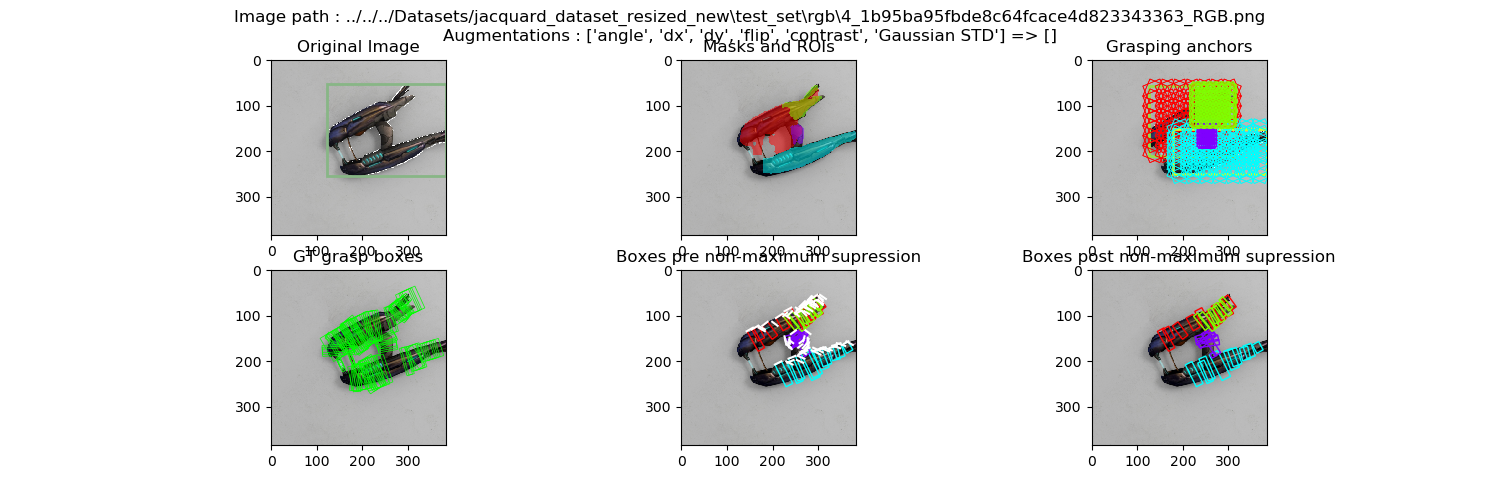 Image path : ../../../Datasets/jacquard_dataset_resized_new\test_set\rgb\4_1b95ba95fbde8c64fcace4d823343363_RGB.png
Augmentations : ['angle', 'dx', 'dy', 'flip', 'contrast', 'Gaussian STD'] => []
Original Image
Masks and ROIs
Grasping anchors
0
100
200
300
0 100 200 300
0
100
200
300
0 100 200 300
0
100
200
300
0 100 200 300
GT grasp boxes
Boxes pre non-maximum supression
Boxes post non-maximum supression
0
100
200
300
0 100 200 300
0
100
200
300
0 100 200 300
0
100
200
300
0 100 200 300